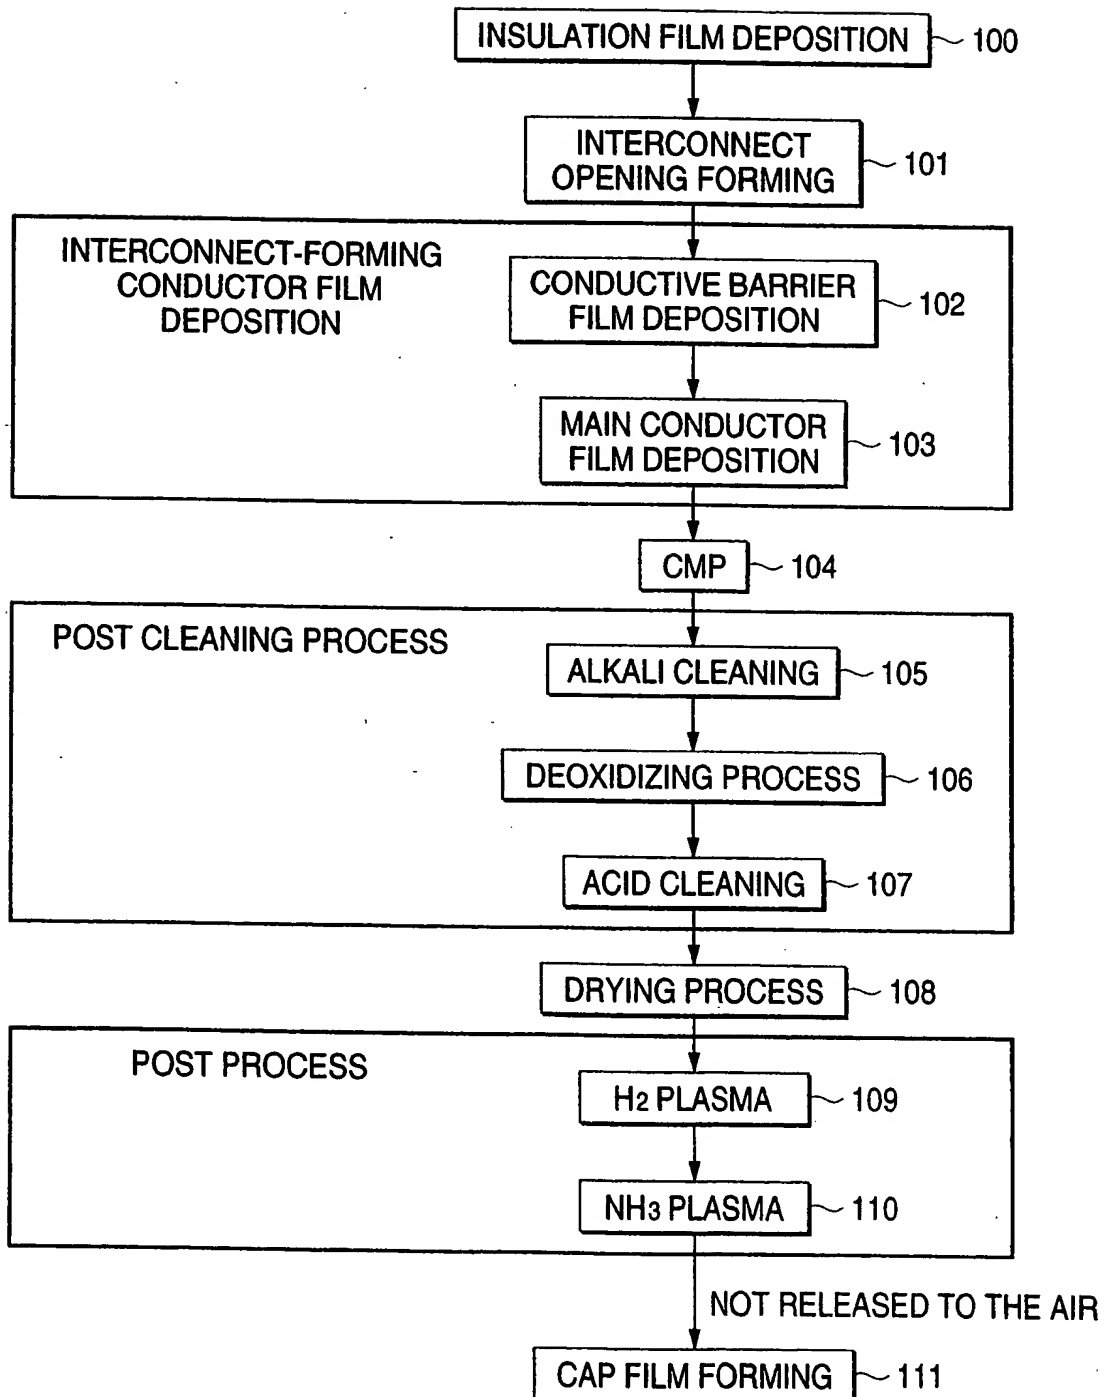 INSULATION FILM DEPOSITION 100
INTERCONNECT
OPENING FORMING 101
INTERCONNECT-FORMING
CONDUCTOR FILM
DEPOSITION
CONDUCTIVE BARRIER
FILM DEPOSITION 102
MAIN CONDUCTOR
FILM DEPOSITION 103
CMP 104
POST CLEANING PROCESS
ALKALI CLEANING 105
DEOXIDIZING PROCESS 106
ACID CLEANING 107
DRYING PROCESS 108
POST PROCESS
H2 PLASMA 109
NH3 PLASMA 110
NOT RELEASED TO THE AIR
CAP FILM FORMING 111